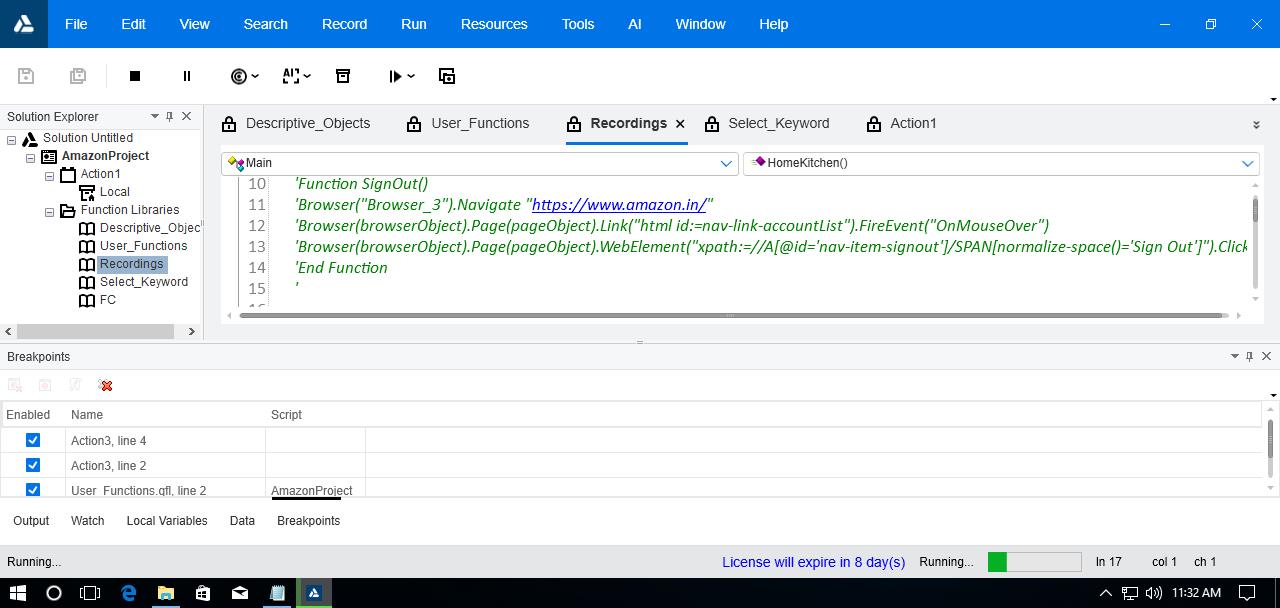 File Edit View Search Record Run Resources Tools AI Window Help
Solution Explorer
Solution Untitled
AmazonProject
Action1
Local
Function Libraries
Descriptive_Objec
User_Functions
Recordings
Select_Keyword
FC
Descriptive_Objects User_Functions Recordings Select_Keyword Action1
Main HomeKitchen()
10 'Function SignOut()
11 'Browser("Browser_3").Navigate "https://www.amazon.in/"
12 'Browser(browserObject).Page(pageObject).Link("html id:=nav-link-accountList").FireEvent("OnMouseOver")
13 'Browser(browserObject).Page(pageObject).WebElement("xpath:=//A[@id='nav-item-signout']/SPAN[normalize-space()='Sign Out']").Click
14 'End Function
15 '
16
Breakpoints
Enabled Name Script
Action3, line 4
Action3, line 2
User_Functions.qfl, line 2 AmazonProject
Output Watch Local Variables Data Breakpoints
Running... License will expire in 8 day(s) Running... ln 17 col 1 ch 1
11:32 AM